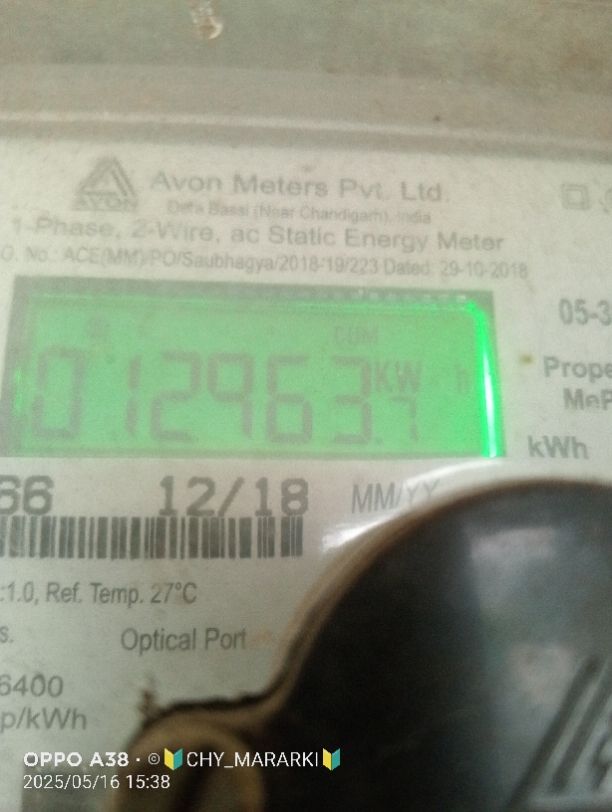 AVON
Avon Meters Pvt. Ltd.
Dera Bassi (Near Chandigarh), India
1-Phase, 2-Wire, ac Static Energy Meter
O. No.: ACE(MM)/PO/Saubhagya/2018-19/223 Dated: 29-10-2018
05-3
CUM
012963.7 KW h
Prope
MeP
kWh
66 12/18 MM/YY
:1.0, Ref. Temp. 27°C
s. Optical Port
6400
p/kWh
OPPO A38 · ©🔰CHY_MARARKI🔰
2025/05/16 15:38